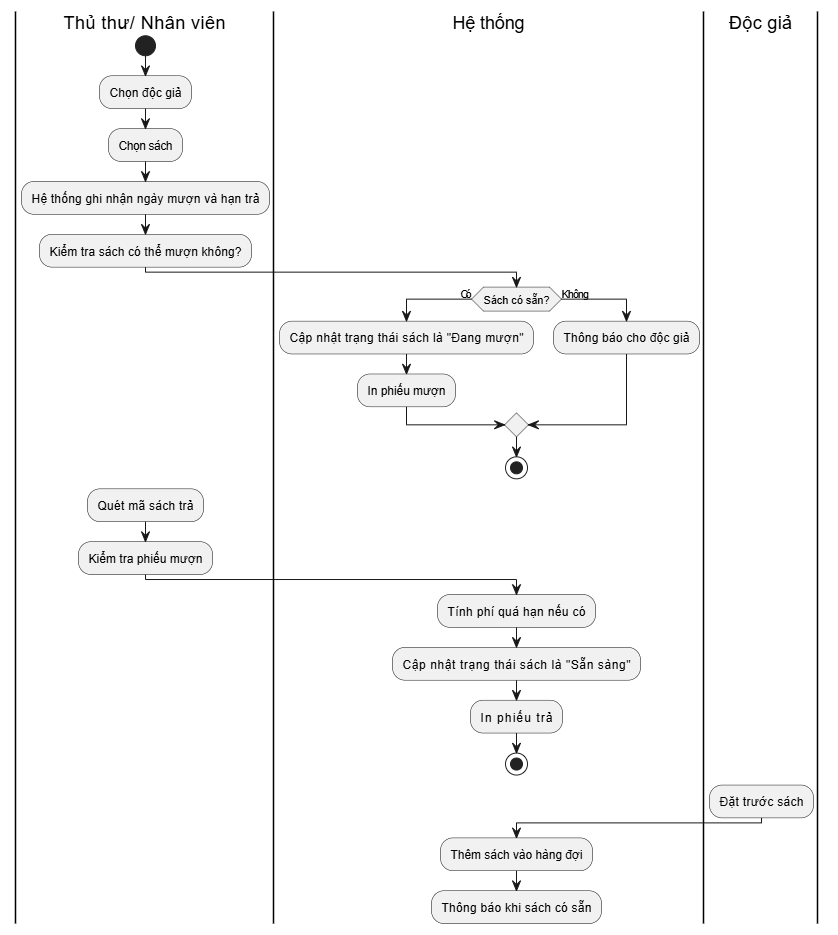 Thủ thư/ Nhân viên
Hệ thống
Độc giả
Chọn độc giả
Chọn sách
Hệ thống ghi nhận ngày mượn và hạn trả
Kiểm tra sách có thể mượn không?
Có
Sách có sẵn?
Không
Cập nhật trạng thái sách là "Đang mượn"
Thông báo cho độc giả
In phiếu mượn
Quét mã sách trả
Kiểm tra phiếu mượn
Tính phí quá hạn nếu có
Cập nhật trạng thái sách là "Sẵn sàng"
In phiếu trả
Đặt trước sách
Thêm sách vào hàng đợi
Thông báo khi sách có sẵn